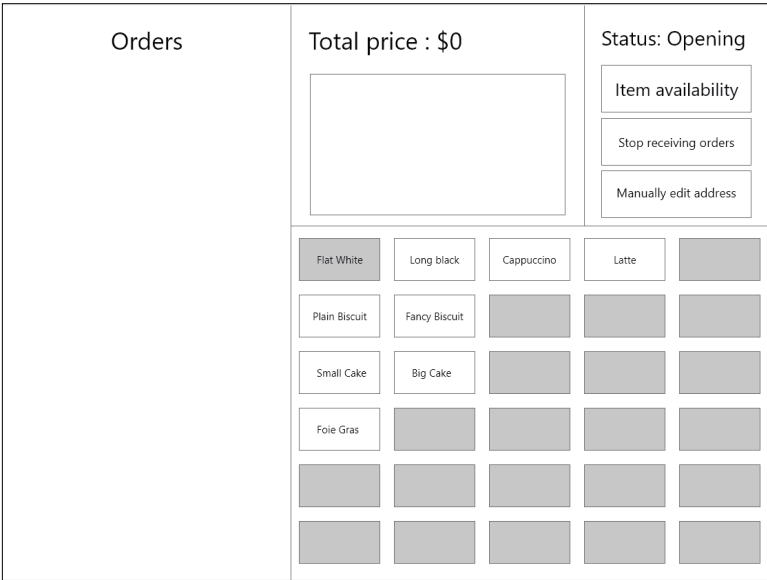 Orders
Total price : $0
Status: Opening
Item availability
Stop receiving orders
Manually edit address
Flat White
Long black
Cappuccino
Latte
Plain Biscuit
Fancy Biscuit
Small Cake
Big Cake
Foie Gras